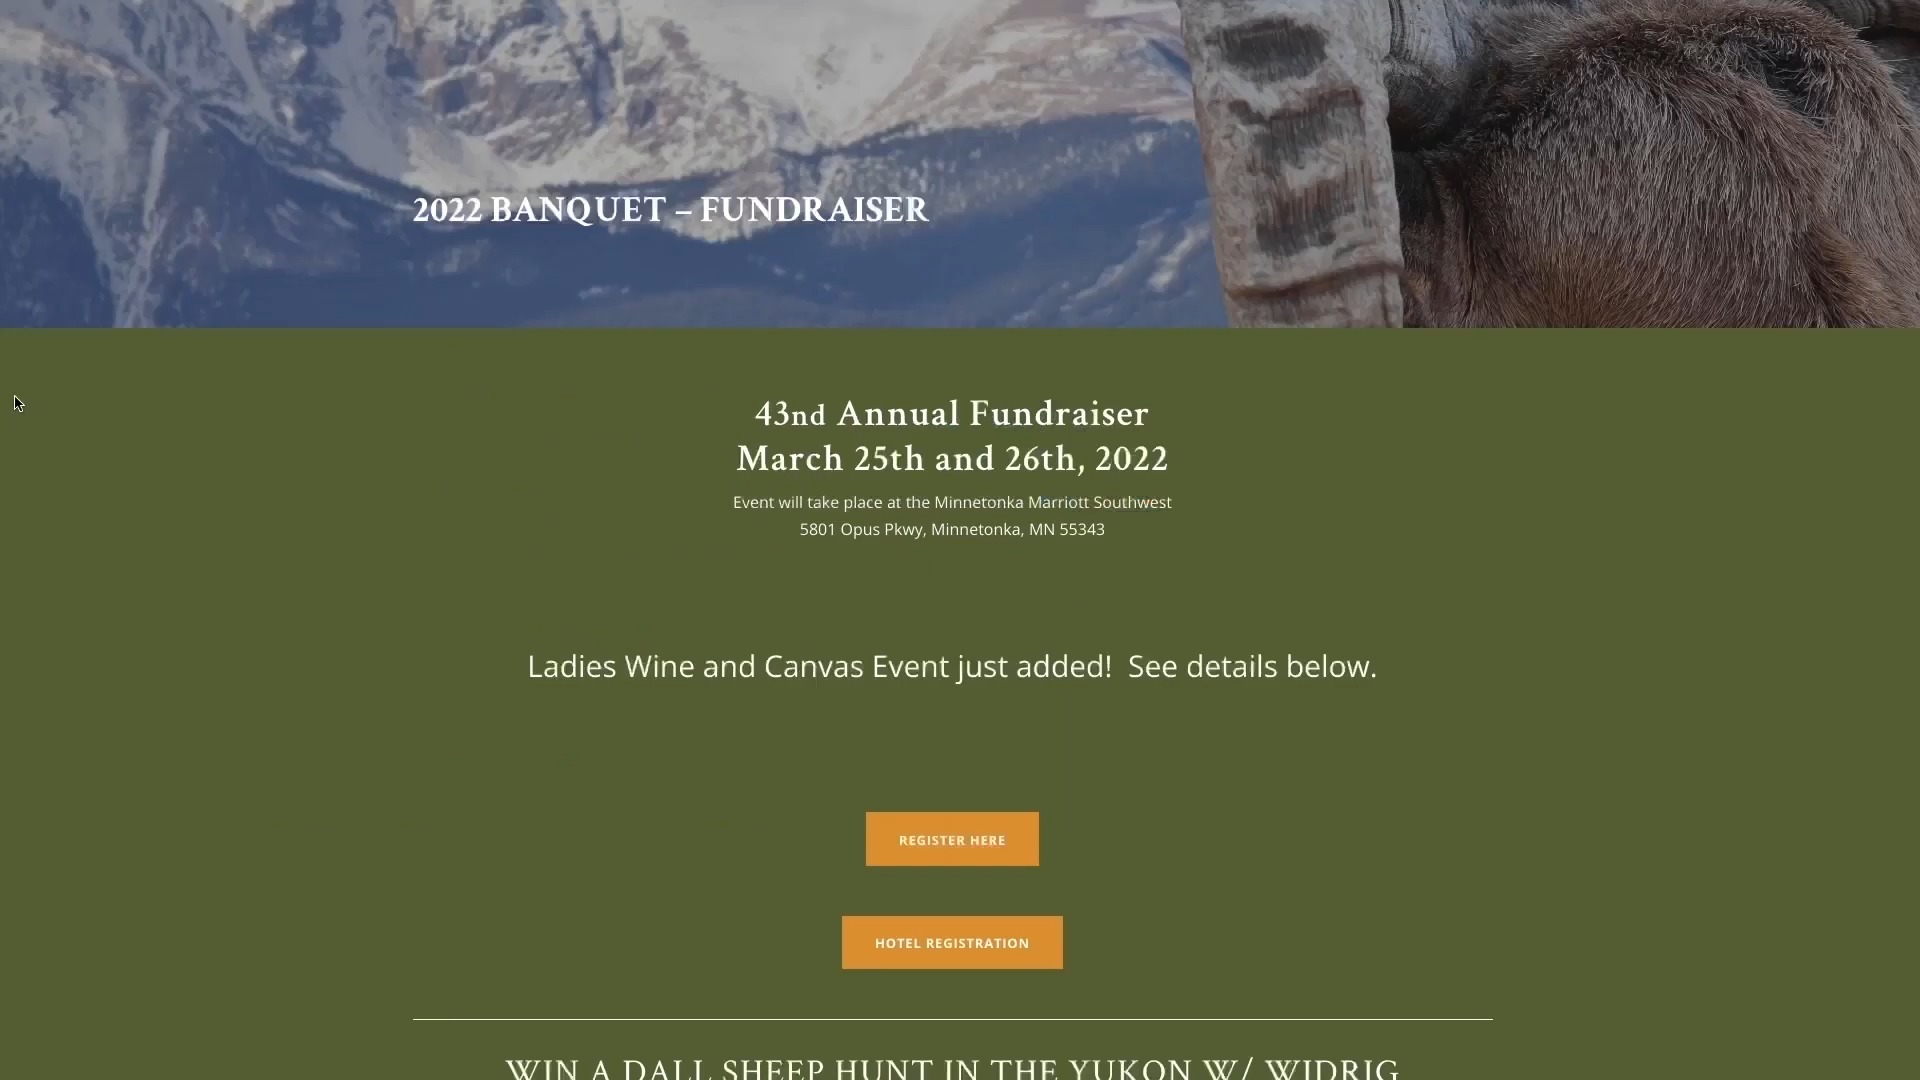 2022 BANQUET – FUNDRAISER
43nd Annual Fundraiser
March 25th and 26th, 2022
Event will take place at the Minnetonka Marriott Southwest
5801 Opus Pkwy, Minnetonka, MN 55343
Ladies Wine and Canvas Event just added!  See details below.
REGISTER HERE
HOTEL REGISTRATION
WIN A DALL SHEEP HUNT IN THE YUKON W/ WIDRIG